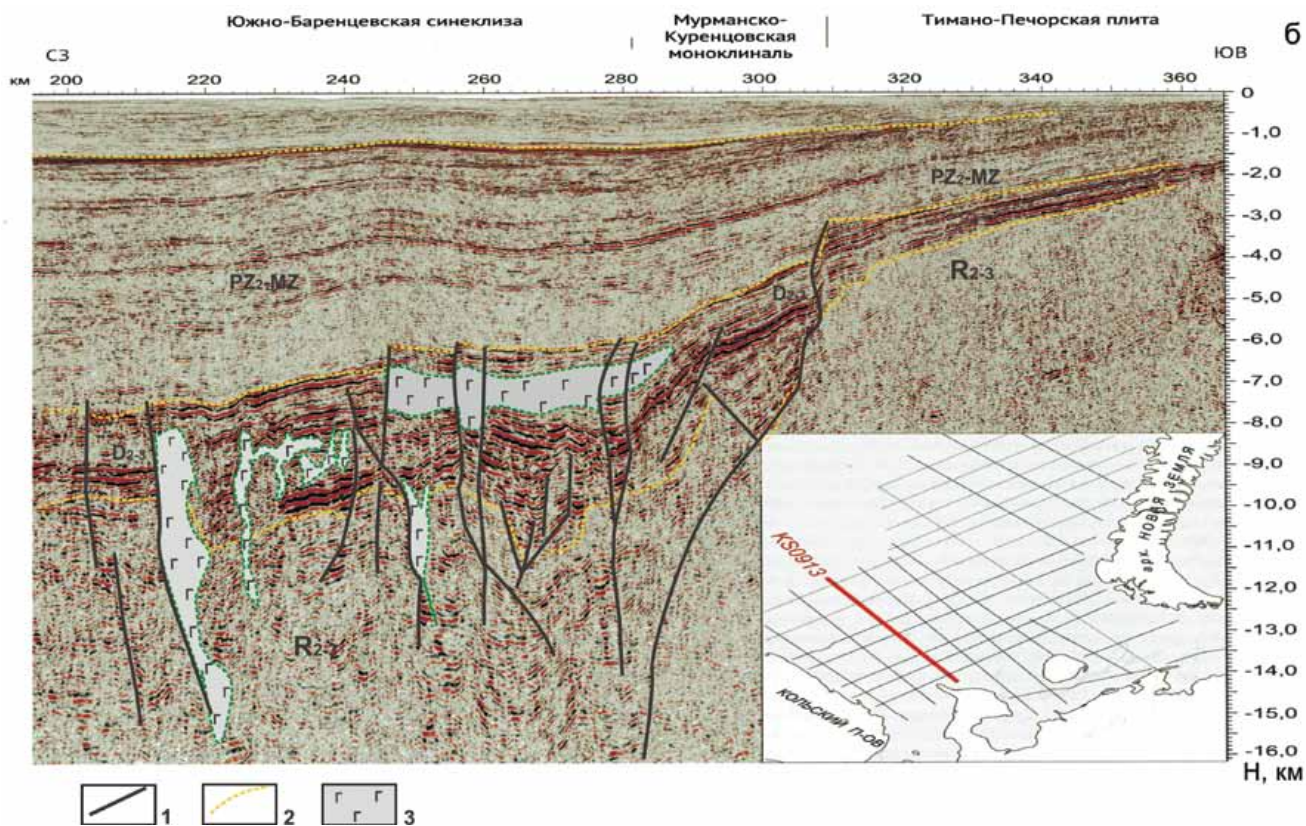 Южно-Баренцевская синеклиза
Мурманско-
Куренцовская
моноклиналь
Тимано-Печорская плита
б
СЗ
ЮВ
км 200 220 240 260 280 300 320 340 360
0
-1,0
-2,0
-3,0
-4,0
-5,0
-6,0
-7,0
-8,0
-9,0
-10,0
-11,0
-12,0
-13,0
-14,0
-15,0
-16,0
Н, км
PZ2-MZ
PZ2-MZ
R2-3
D2-3
D2-3
R2-3
KS0913
арх. НОВАЯ ЗЕМЛЯ
КОЛЬСКИЙ П-ОВ
1 2 3